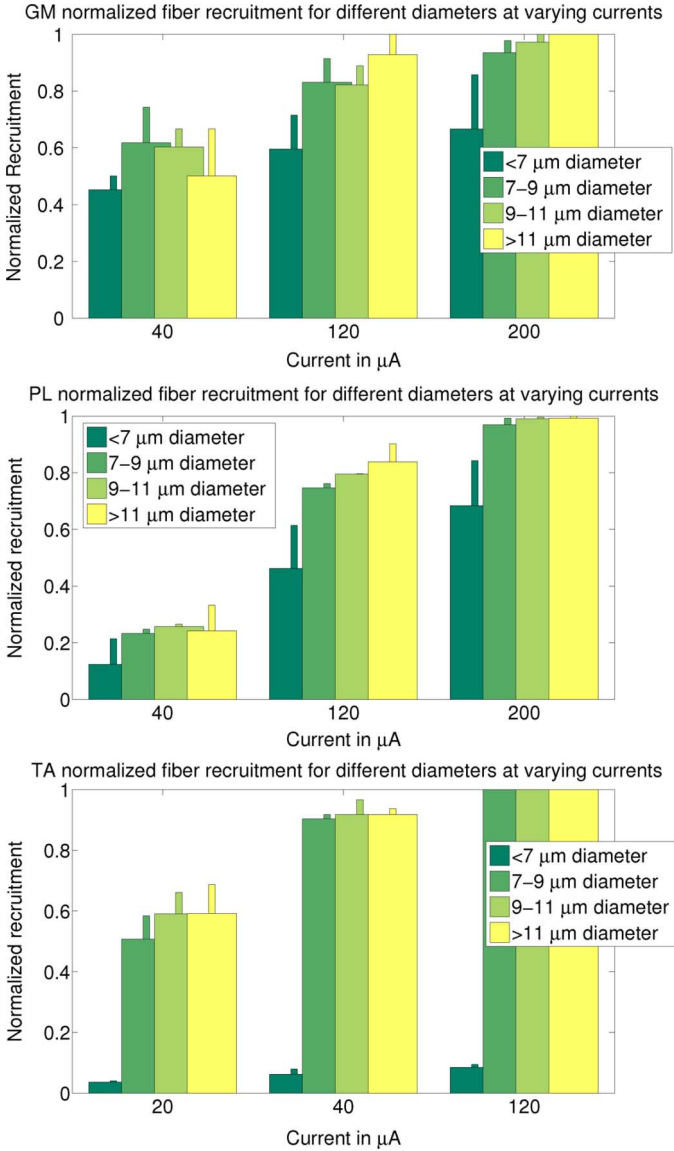 GM normalized fiber recruitment for different diameters at varying currents
1
0.8
0.6
0.4
0.2
0
Normalized Recruitment
<7 μm diameter
7–9 μm diameter
9–11 μm diameter
>11 μm diameter
40 120 200
Current in μA
PL normalized fiber recruitment for different diameters at varying currents
1
0.8
0.6
0.4
0.2
0
Normalized recruitment
<7 μm diameter
7–9 μm diameter
9–11 μm diameter
>11 μm diameter
40 120 200
Current in μA
TA normalized fiber recruitment for different diameters at varying currents
1
0.8
0.6
0.4
0.2
0
Normalized recruitment
<7 μm diameter
7–9 μm diameter
9–11 μm diameter
>11 μm diameter
20 40 120
Current in μA